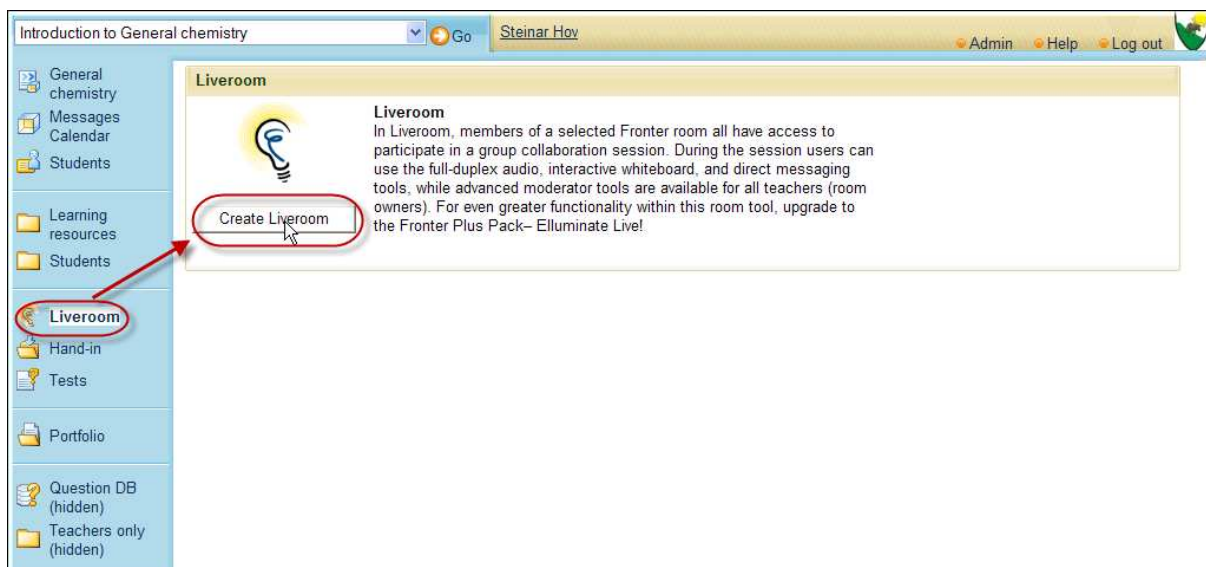 Introduction to General chemistry
Go
Steinar Hov
Admin
Help
Log out
General
chemistry
Messages
Calendar
Students
Learning
resources
Students
Liveroom
Hand-in
Tests
Portfolio
Question DB
(hidden)
Teachers only
(hidden)
Liveroom
Liveroom
In Liveroom, members of a selected Fronter room all have access to
participate in a group collaboration session. During the session users can
use the full-duplex audio, interactive whiteboard, and direct messaging
tools, while advanced moderator tools are available for all teachers (room
owners). For even greater functionality within this room tool, upgrade to
the Fronter Plus Pack– Elluminate Live!
Create Liveroom